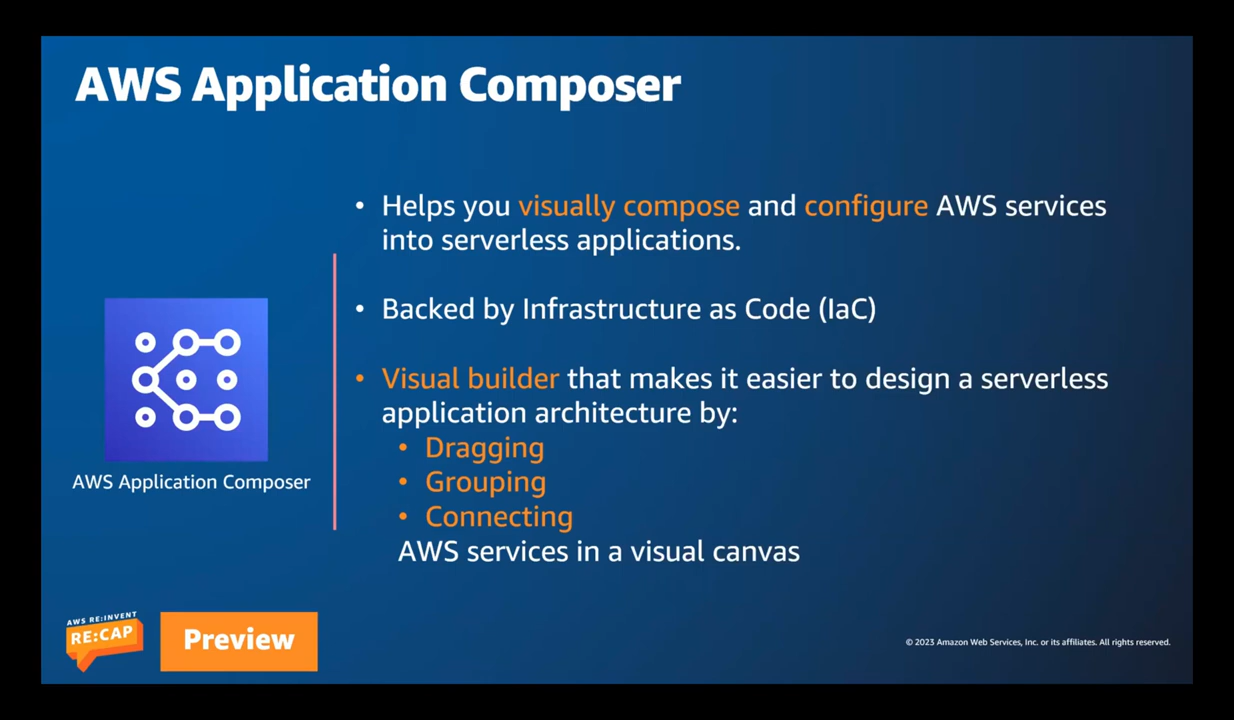 AWS Application Composer
• Helps you visually compose and configure AWS services
into serverless applications.
• Backed by Infrastructure as Code (IaC)
• Visual builder that makes it easier to design a serverless
application architecture by:
• Dragging
• Grouping
• Connecting
AWS services in a visual canvas
AWS Application Composer
AWS RE:INVENT
RE:CAP
Preview
© 2023 Amazon Web Services, Inc. or its affiliates. All rights reserved.